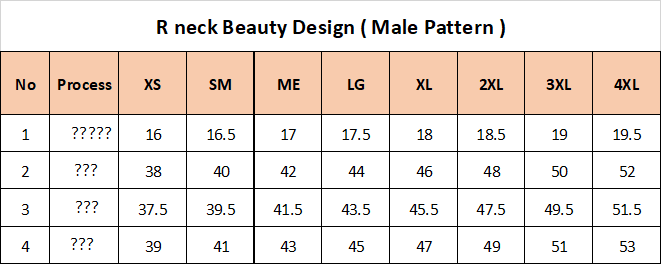 R neck Beauty Design ( Male Pattern )
No Process XS SM ME LG XL 2XL 3XL 4XL
1 ????? 16 16.5 17 17.5 18 18.5 19 19.5
2 ??? 38 40 42 44 46 48 50 52
3 ??? 37.5 39.5 41.5 43.5 45.5 47.5 49.5 51.5
4 ??? 39 41 43 45 47 49 51 53